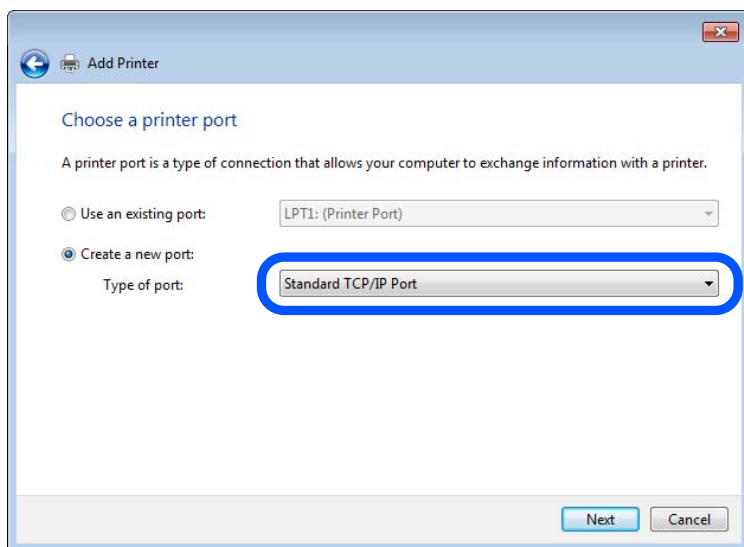 Add Printer
Choose a printer port
A printer port is a type of connection that allows your computer to exchange information with a printer.
Use an existing port: LPT1: (Printer Port)
Create a new port:
Type of port: Standard TCP/IP Port
Next Cancel